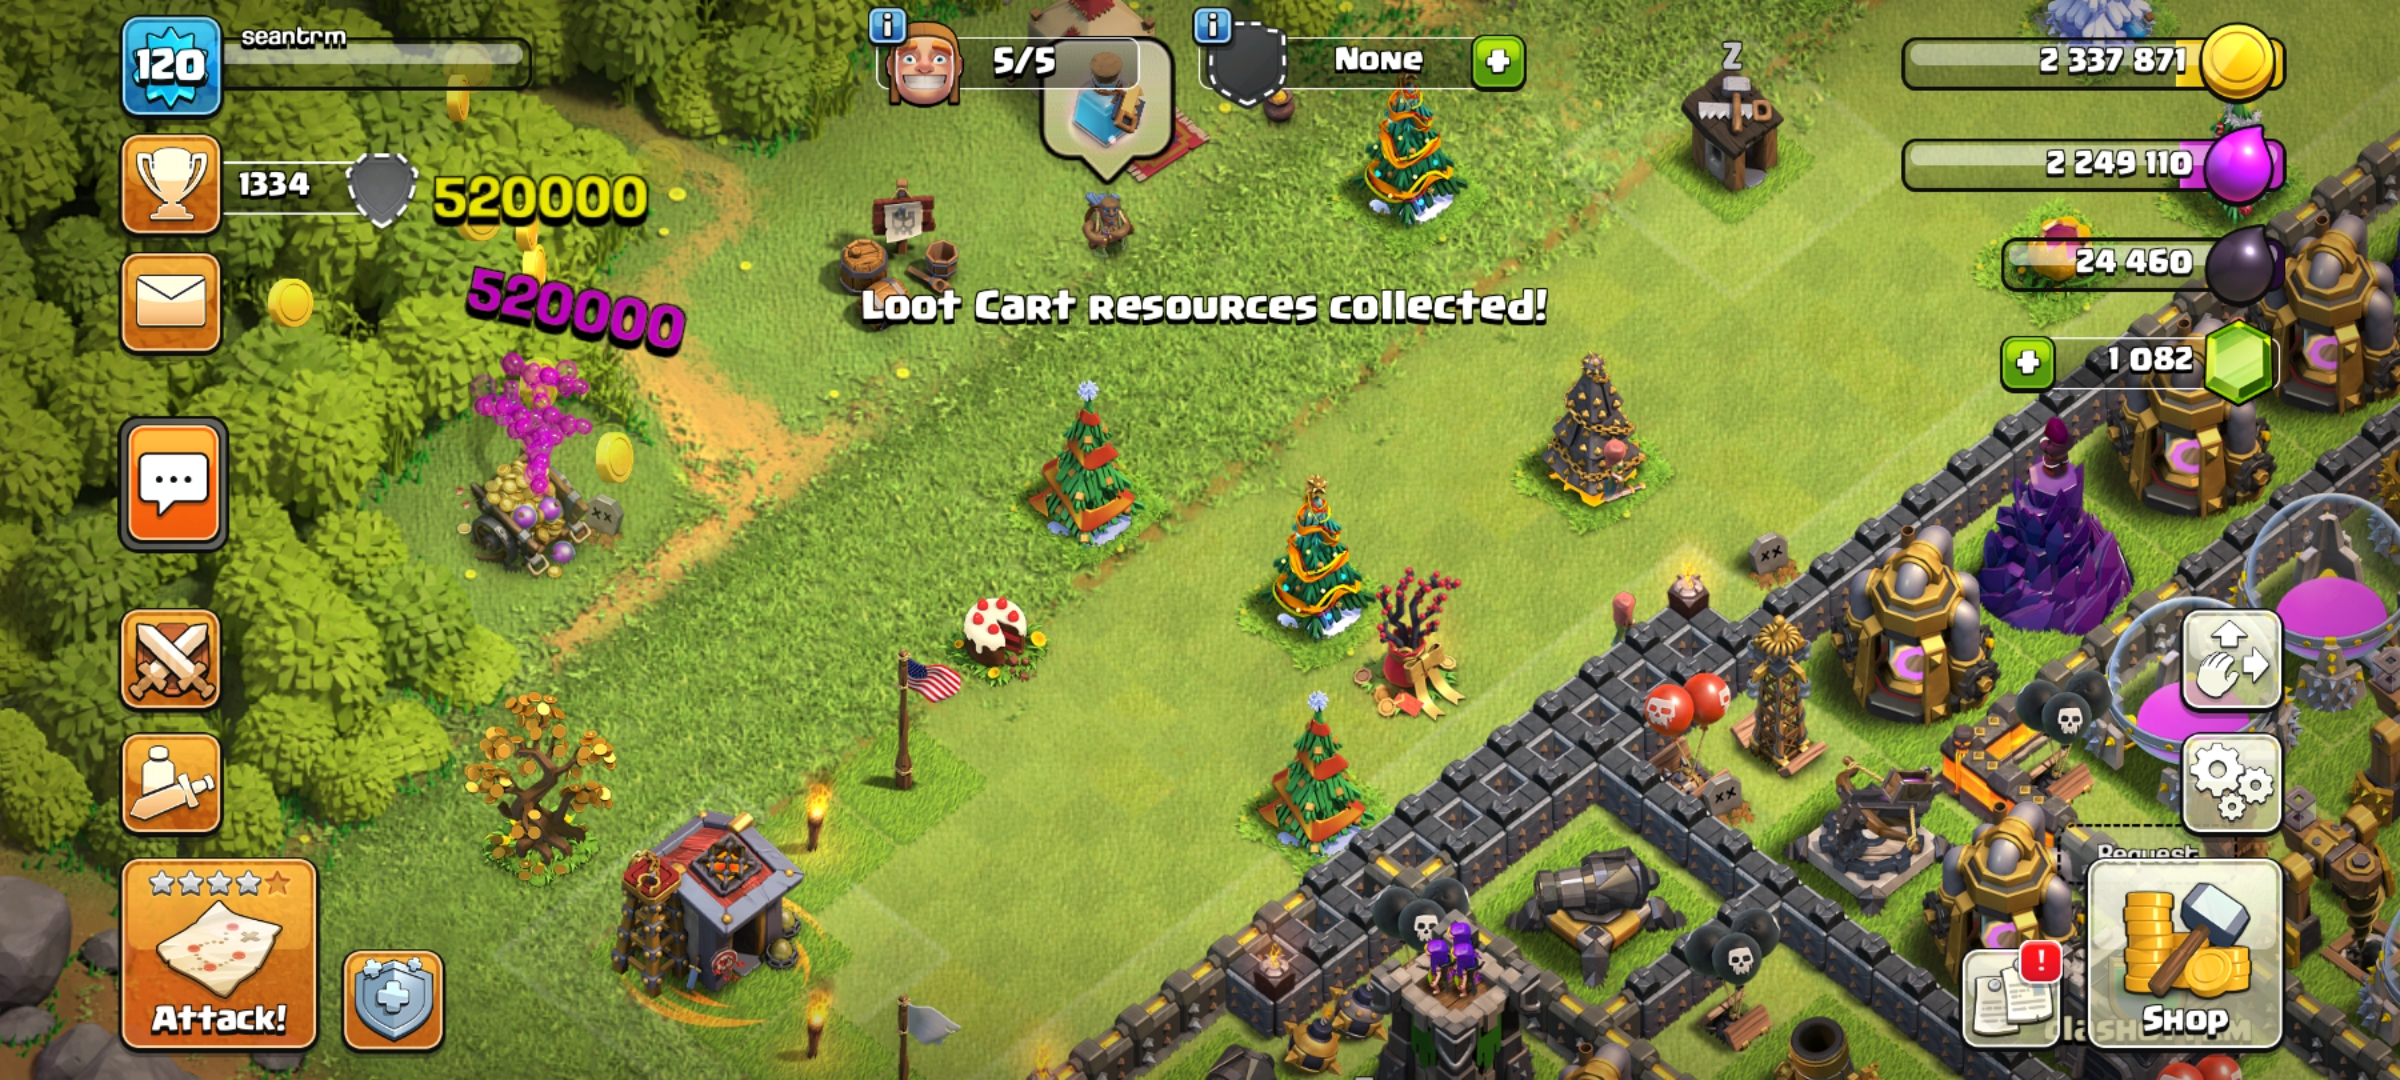 120
seantrm
5/5
None
Z
2 337 871
1334
520000
2 249 110
24 460
520000
Loot Cart resources collected!
1 082
Request
Attack!
Shop